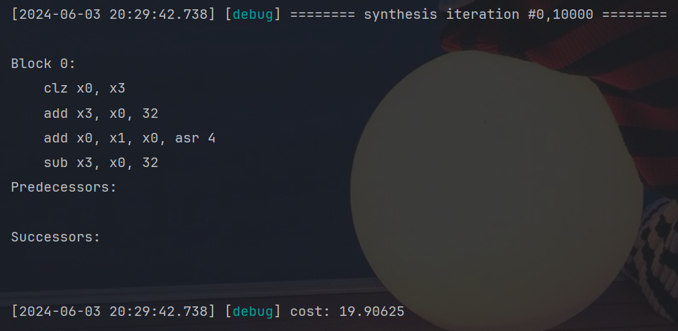 [2024-06-03 20:29:42.738] [debug] ======== synthesis iteration #0,10000 ========
Block 0:
clz x0, x3
add x3, x0, 32
add x0, x1, x0, asr 4
sub x3, x0, 32
Predecessors:
Successors:
[2024-06-03 20:29:42.738] [debug] cost: 19.90625